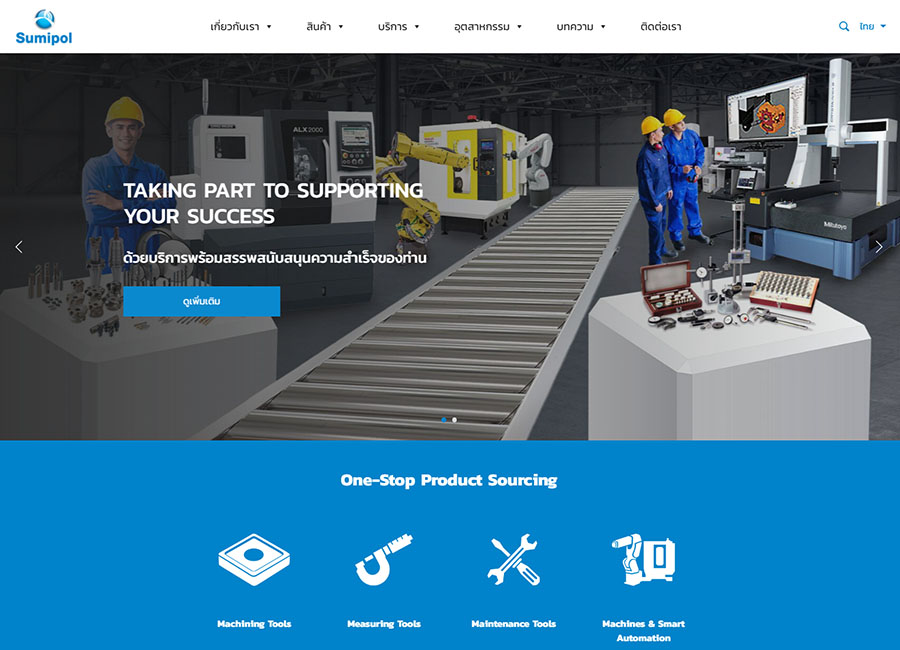 Sumipol
เกี่ยวกับเรา
สินค้า
บริการ
อุตสาหกรรม
บทความ
ติดต่อเรา
ไทย
ALX2000
Mitutoyo
TAKING PART TO SUPPORTING
YOUR SUCCESS
ด้วยบริการพร้อมสรรพสนับสนุนความสำเร็จของท่าน
ดูเพิ่มเติม
One-Stop Product Sourcing
Machining Tools
Measuring Tools
Maintenance Tools
Machines & Smart
Automation